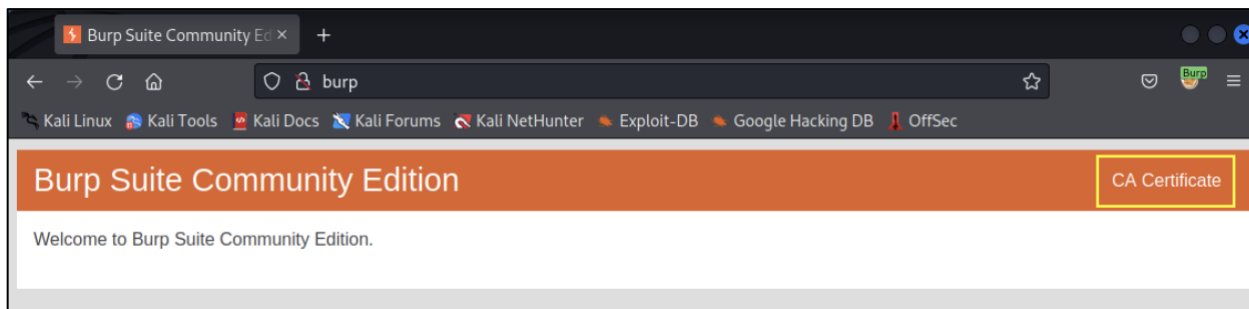 Burp Suite Community Ed
burp
Burp
Kali Linux Kali Tools Kali Docs Kali Forums Kali NetHunter Exploit-DB Google Hacking DB OffSec
Burp Suite Community Edition
CA Certificate
Welcome to Burp Suite Community Edition.